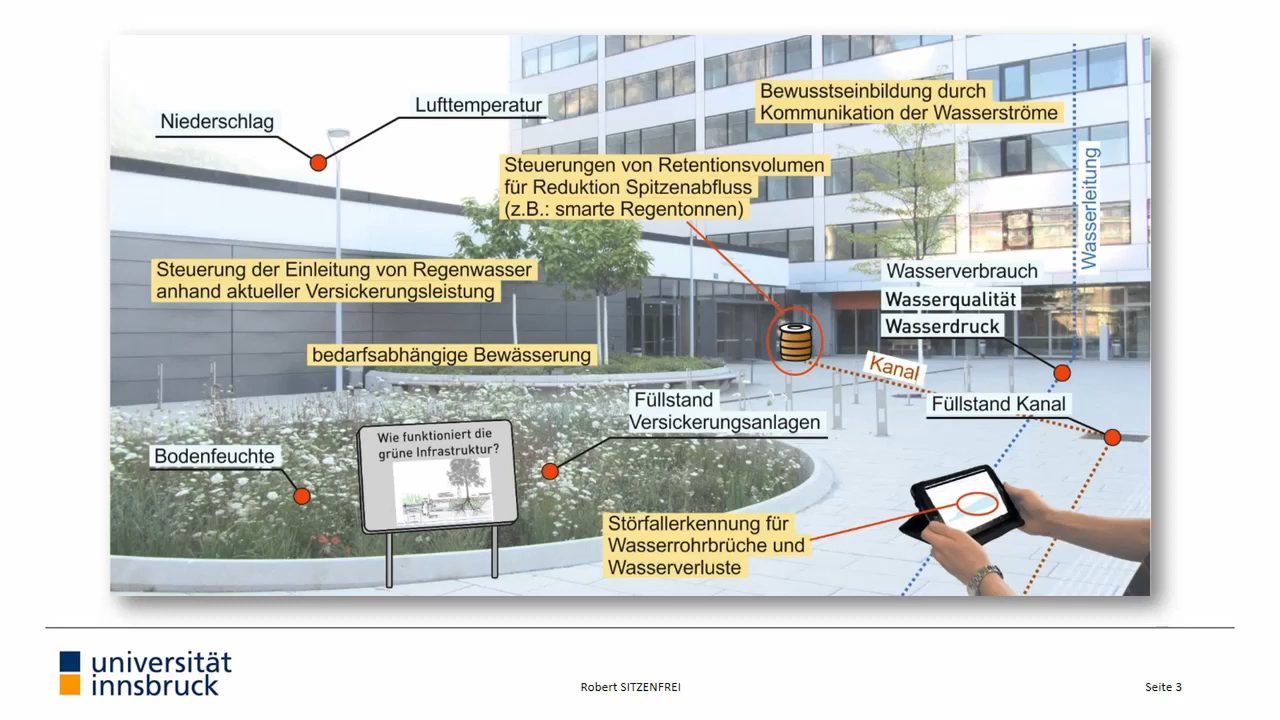 Lufttemperatur
Niederschlag
Bewusstseinbildung durch
Kommunikation der Wasserströme
Steuerungen von Retentionsvolumen
für Reduktion Spitzenabfluss
(z.B.: smarte Regentonnen)
Wasserleitung
Steuerung der Einleitung von Regenwasser
anhand aktueller Versickerungsleistung
Wasserverbrauch
Wasserqualität
Wasserdruck
bedarfsabhängige Bewässerung
Kanal
Füllstand
Versickerungsanlagen
Füllstand Kanal
Wie funktioniert die
grüne Infrastruktur?
Bodenfeuchte
Störfallerkennung für
Wasserrohrbrüche und
Wasserverluste
universität
innsbruck
Robert SITZENFREI
Seite 3